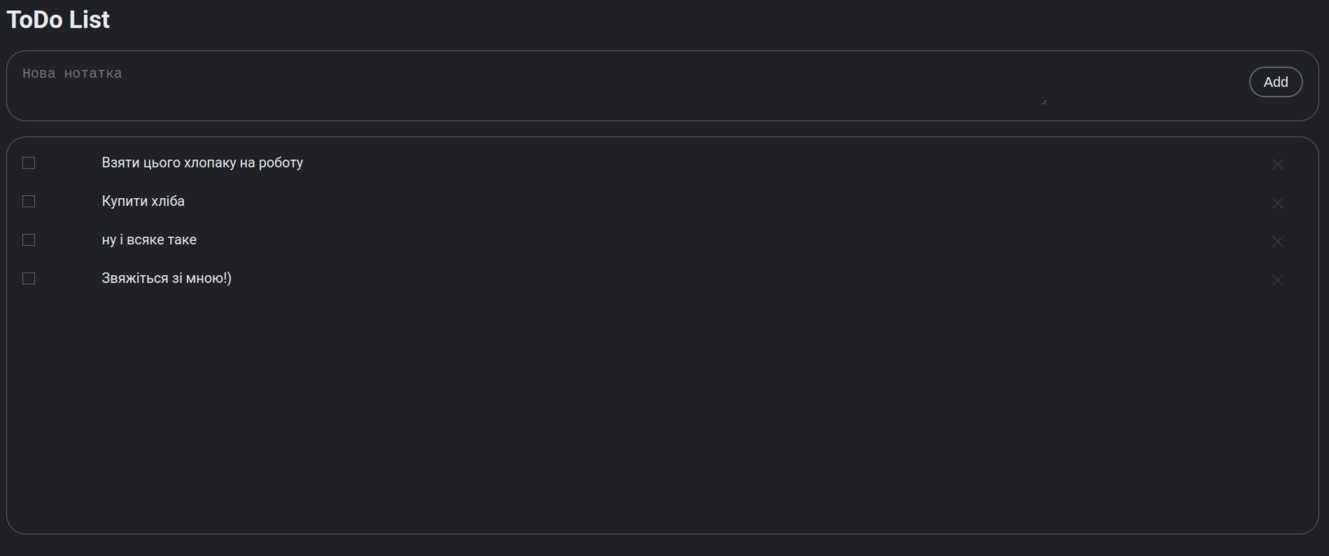 ToDo List
Нова нотатка
Add
Взяти цього хлопаку на роботу
Купити хліба
ну і всяке таке
Звяжіться зі мною!)